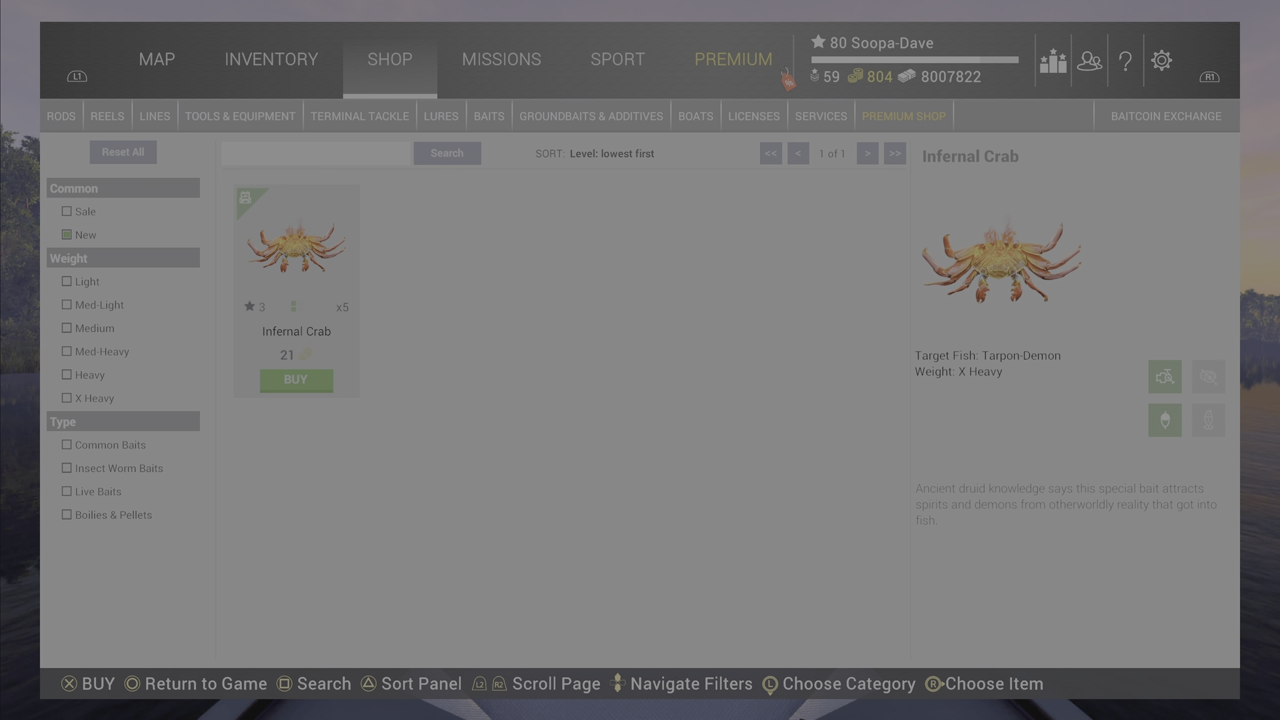 MAP INVENTORY SHOP MISSIONS SPORT PREMIUM
80 Soopa-Dave
59 804 8007822
L1
R1
RODS REELS LINES TOOLS & EQUIPMENT TERMINAL TACKLE LURES BAITS GROUNDBAITS & ADDITIVES BOATS LICENSES SERVICES PREMIUM SHOP BAITCOIN EXCHANGE
Reset All
Search
SORT: Level: lowest first
<< < 1 of 1 > >>
Common
Sale
New
Weight
Light
Med-Light
Medium
Med-Heavy
Heavy
X Heavy
Type
Common Baits
Insect Worm Baits
Live Baits
Boilies & Pellets
3 x5
Infernal Crab
21
BUY
Infernal Crab
Target Fish: Tarpon-Demon
Weight: X Heavy
Ancient druid knowledge says this special bait attracts
spirits and demons from otherworldly reality that got into
fish.
BUY Return to Game Search Sort Panel L2 R2 Scroll Page Navigate Filters L Choose Category R Choose Item